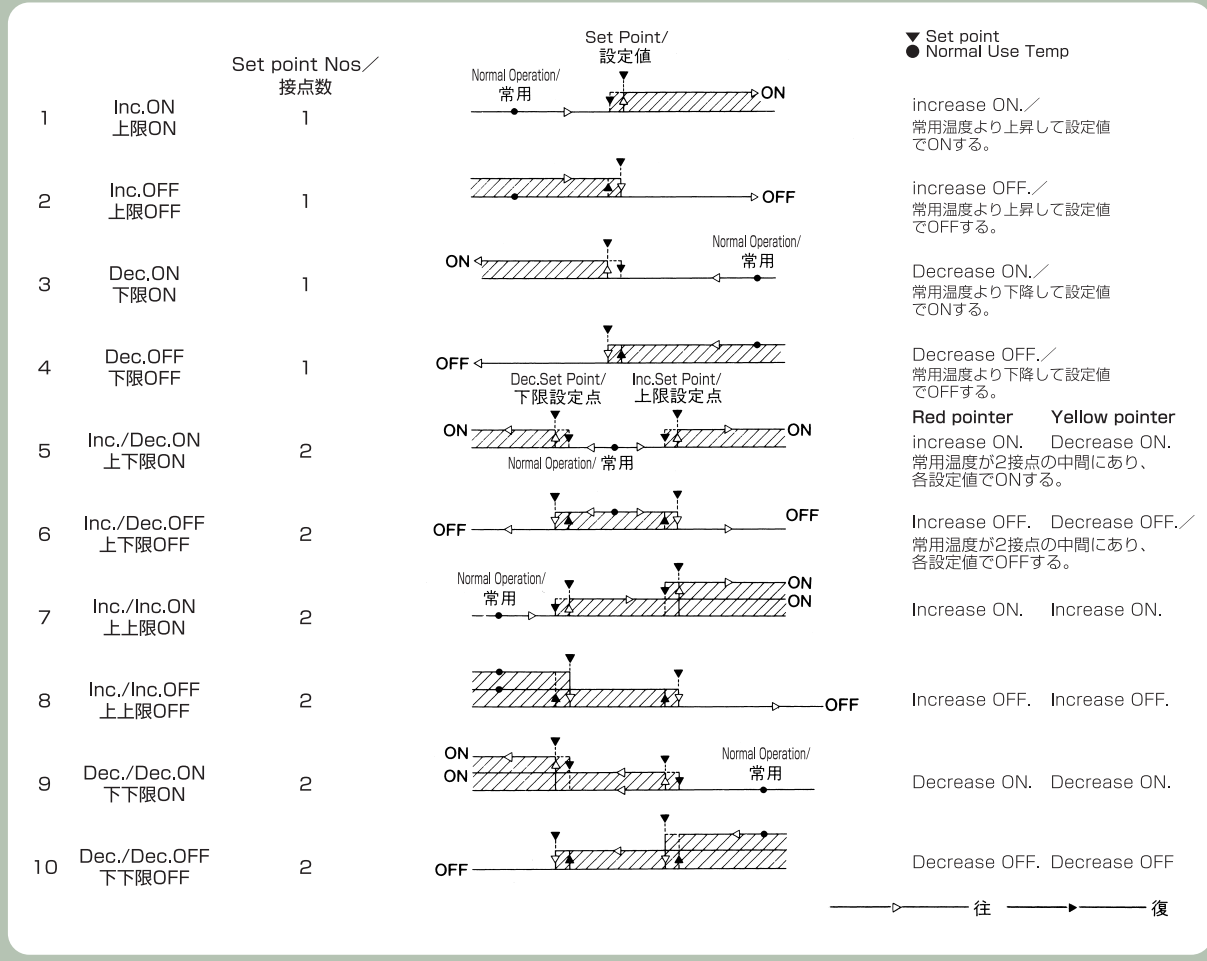 Set Point/
設定値
▼ Set point
● Normal Use Temp
Set point Nos／
接点数
Normal Operation/
常用
ON
1
Inc.ON
上限ON
1
increase ON.／
常用温度より上昇して設定値
でONする。
2
Inc.OFF
上限OFF
1
OFF
increase OFF.／
常用温度より上昇して設定値
でOFFする。
Normal Operation/
常用
3
Dec.ON
下限ON
1
ON
Decrease ON.／
常用温度より下降して設定値
でONする。
4
Dec.OFF
下限OFF
1
OFF
Decrease OFF.／
常用温度より下降して設定値
でOFFする。
Dec.Set Point/
下限設定点
Inc.Set Point/
上限設定点
Red pointer Yellow pointer
5
Inc./Dec.ON
上下限ON
2
ON
ON
Normal Operation/ 常用
increase ON. Decrease ON.
常用温度が2接点の中間にあり、
各設定値でONする。
6
Inc./Dec.OFF
上下限OFF
2
OFF
OFF
Increase OFF. Decrease OFF.／
常用温度が2接点の中間にあり、
各設定値でOFFする。
7
Inc./Inc.ON
上上限ON
2
Normal Operation/
常用
ON
ON
Increase ON. Increase ON.
8
Inc./Inc.OFF
上上限OFF
2
OFF
Increase OFF. Increase OFF.
9
Dec./Dec.ON
下下限ON
2
ON
ON
Normal Operation/
常用
Decrease ON. Decrease ON.
10
Dec./Dec.OFF
下下限OFF
2
OFF
Decrease OFF. Decrease OFF
往 復